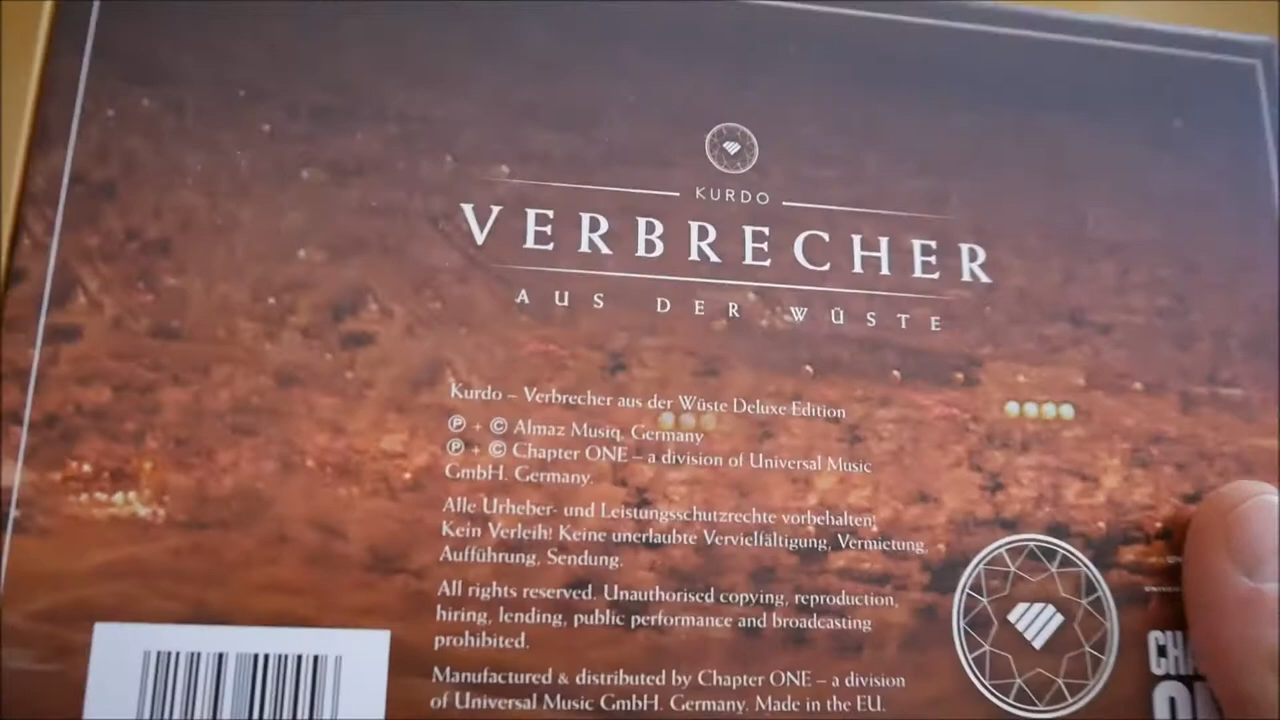 KURDO
VERBRECHER
AUS DER WÜSTE
Kurdo – Verbrecher aus der Wüste Deluxe Edition
℗ + © Almaz Musiq. Germany
℗ + © Chapter ONE – a division of Universal Music
GmbH. Germany.
Alle Urheber- und Leistungsschutzrechte vorbehalten!
Kein Verleih! Keine unerlaubte Vervielfältigung, Vermietung,
Aufführung, Sendung.
All rights reserved. Unauthorised copying, reproduction,
hiring, lending, public performance and broadcasting
prohibited.
Manufactured & distributed by Chapter ONE – a division
of Universal Music GmbH. Germany. Made in the EU.